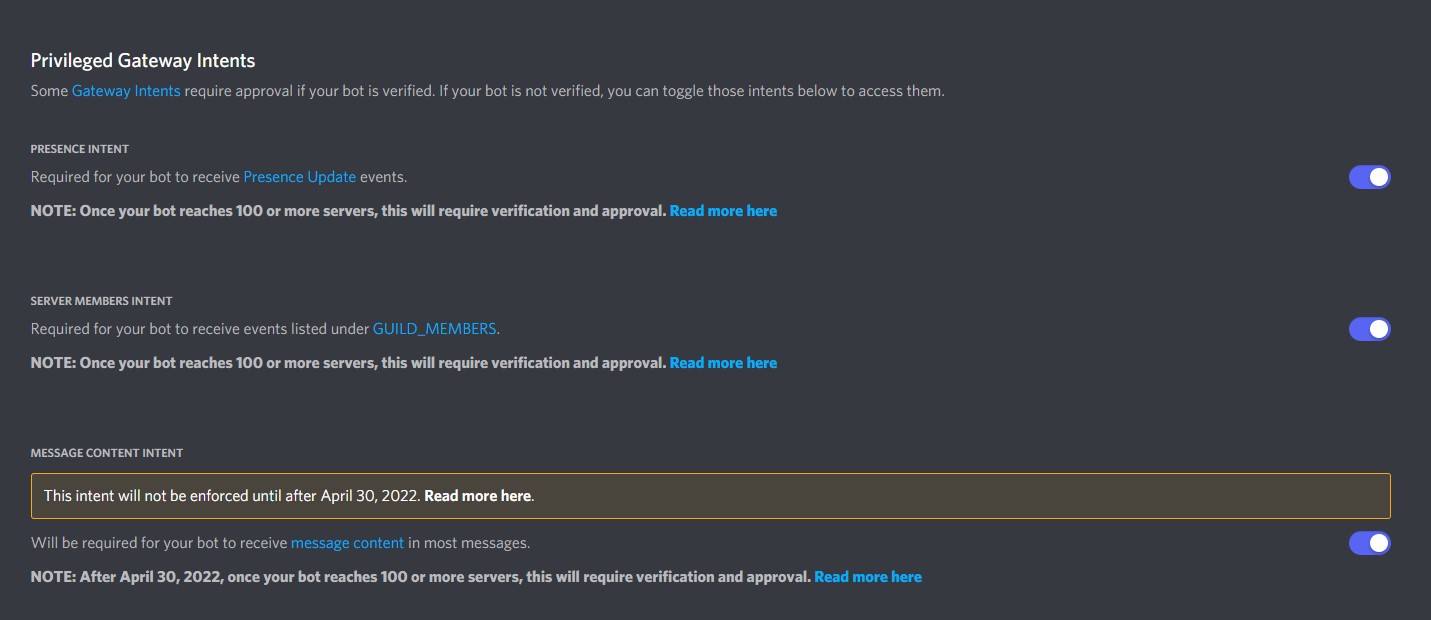 Privileged Gateway Intents
Some Gateway Intents require approval if your bot is verified. If your bot is not verified, you can toggle those intents below to access them.
PRESENCE INTENT
Required for your bot to receive Presence Update events.
NOTE: Once your bot reaches 100 or more servers, this will require verification and approval. Read more here
SERVER MEMBERS INTENT
Required for your bot to receive events listed under GUILD_MEMBERS.
NOTE: Once your bot reaches 100 or more servers, this will require verification and approval. Read more here
MESSAGE CONTENT INTENT
This intent will not be enforced until after April 30, 2022. Read more here.
Will be required for your bot to receive message content in most messages.
NOTE: After April 30, 2022, once your bot reaches 100 or more servers, this will require verification and approval. Read more here